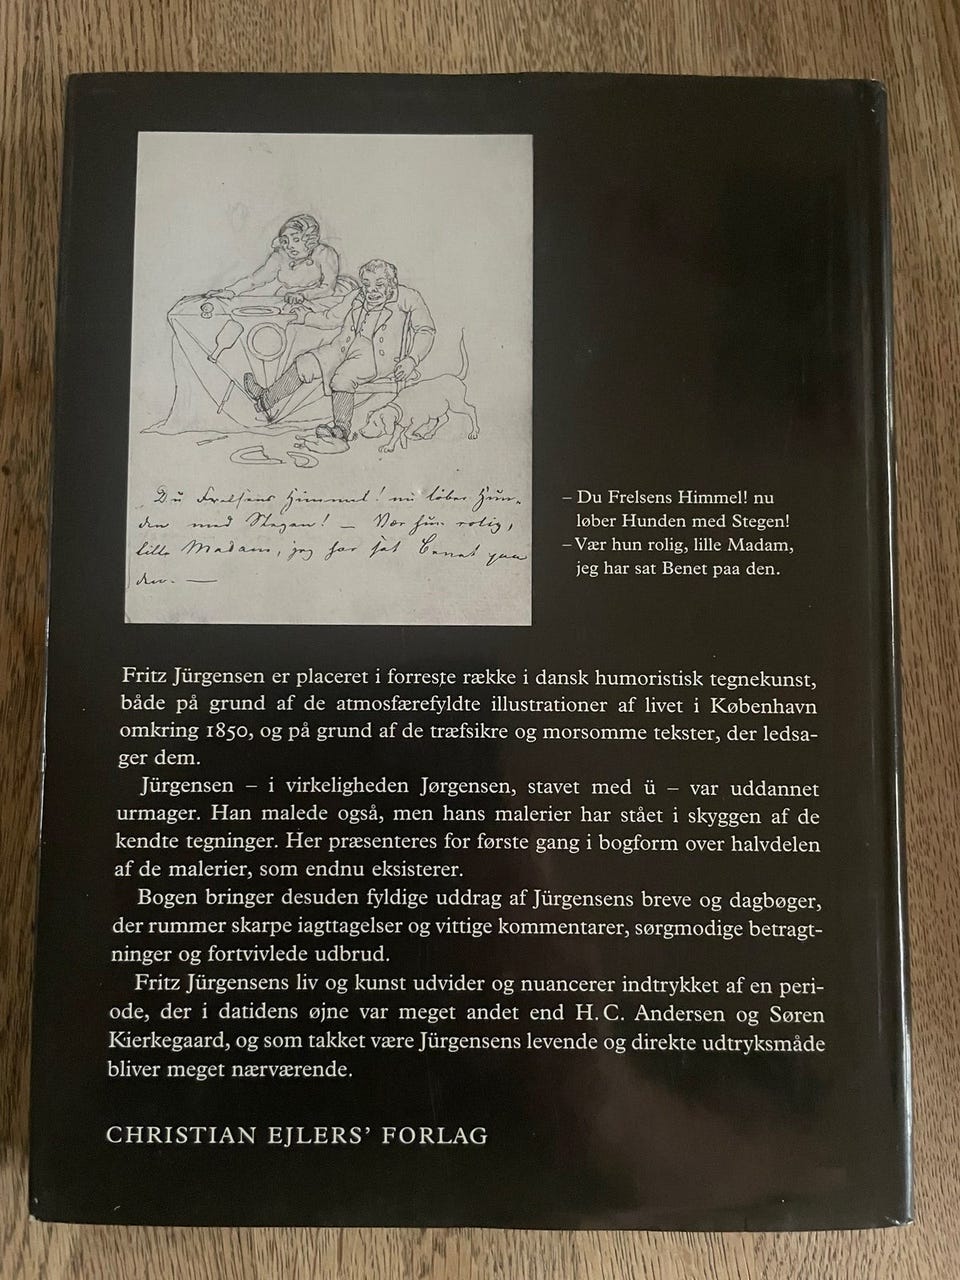 Du Frelsens Himmel! nu løber Hun-
den med Stegen! — Vær hun rolig,
lille Madam, jeg har sat Benet paa
den. —
– Du Frelsens Himmel! nu
løber Hunden med Stegen!
– Vær hun rolig, lille Madam,
jeg har sat Benet paa den.
Fritz Jürgensen er placeret i forreste række i dansk humoristisk tegnekunst,
både på grund af de atmosfærefyldte illustrationer af livet i København
omkring 1850, og på grund af de træfsikre og morsomme tekster, der ledsa-
ger dem.
Jürgensen – i virkeligheden Jørgensen, stavet med ü – var uddannet
urmager. Han malede også, men hans malerier har stået i skyggen af de
kendte tegninger. Her præsenteres for første gang i bogform over halvdelen
af de malerier, som endnu eksisterer.
Bogen bringer desuden fyldige uddrag af Jürgensens breve og dagbøger,
der rummer skarpe iagttagelser og vittige kommentarer, sørgmodige betragt-
ninger og fortvivlede udbrud.
Fritz Jürgensens liv og kunst udvider og nuancerer indtrykket af en peri-
ode, der i datidens øjne var meget andet end H. C. Andersen og Søren
Kierkegaard, og som takket være Jürgensens levende og direkte udtryksmåde
bliver meget nærværende.
CHRISTIAN EJLERS' FORLAG